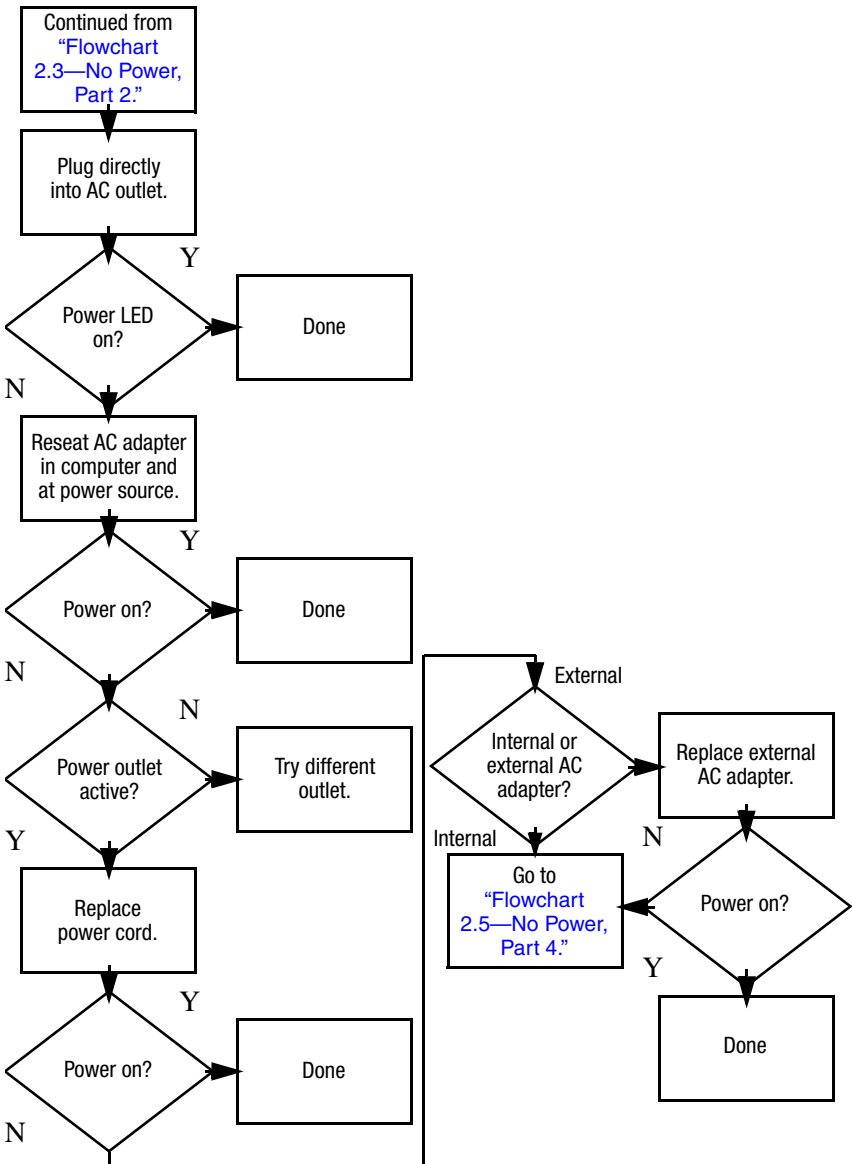 Continued from
“Flowchart
2.3—No Power,
Part 2.”
Plug directly
into AC outlet.
Y
Power LED
on?
Done
N
Reseat AC adapter
in computer and
at power source.
Y
Power on?
Done
N
N
Power outlet
active?
Try different
outlet.
Y
Replace
power cord.
Y
Power on?
Done
N
External
Internal or
external AC
adapter?
Replace external
AC adapter.
Internal
N
Go to
“Flowchart
2.5—No Power,
Part 4.”
Power on?
Y
Done